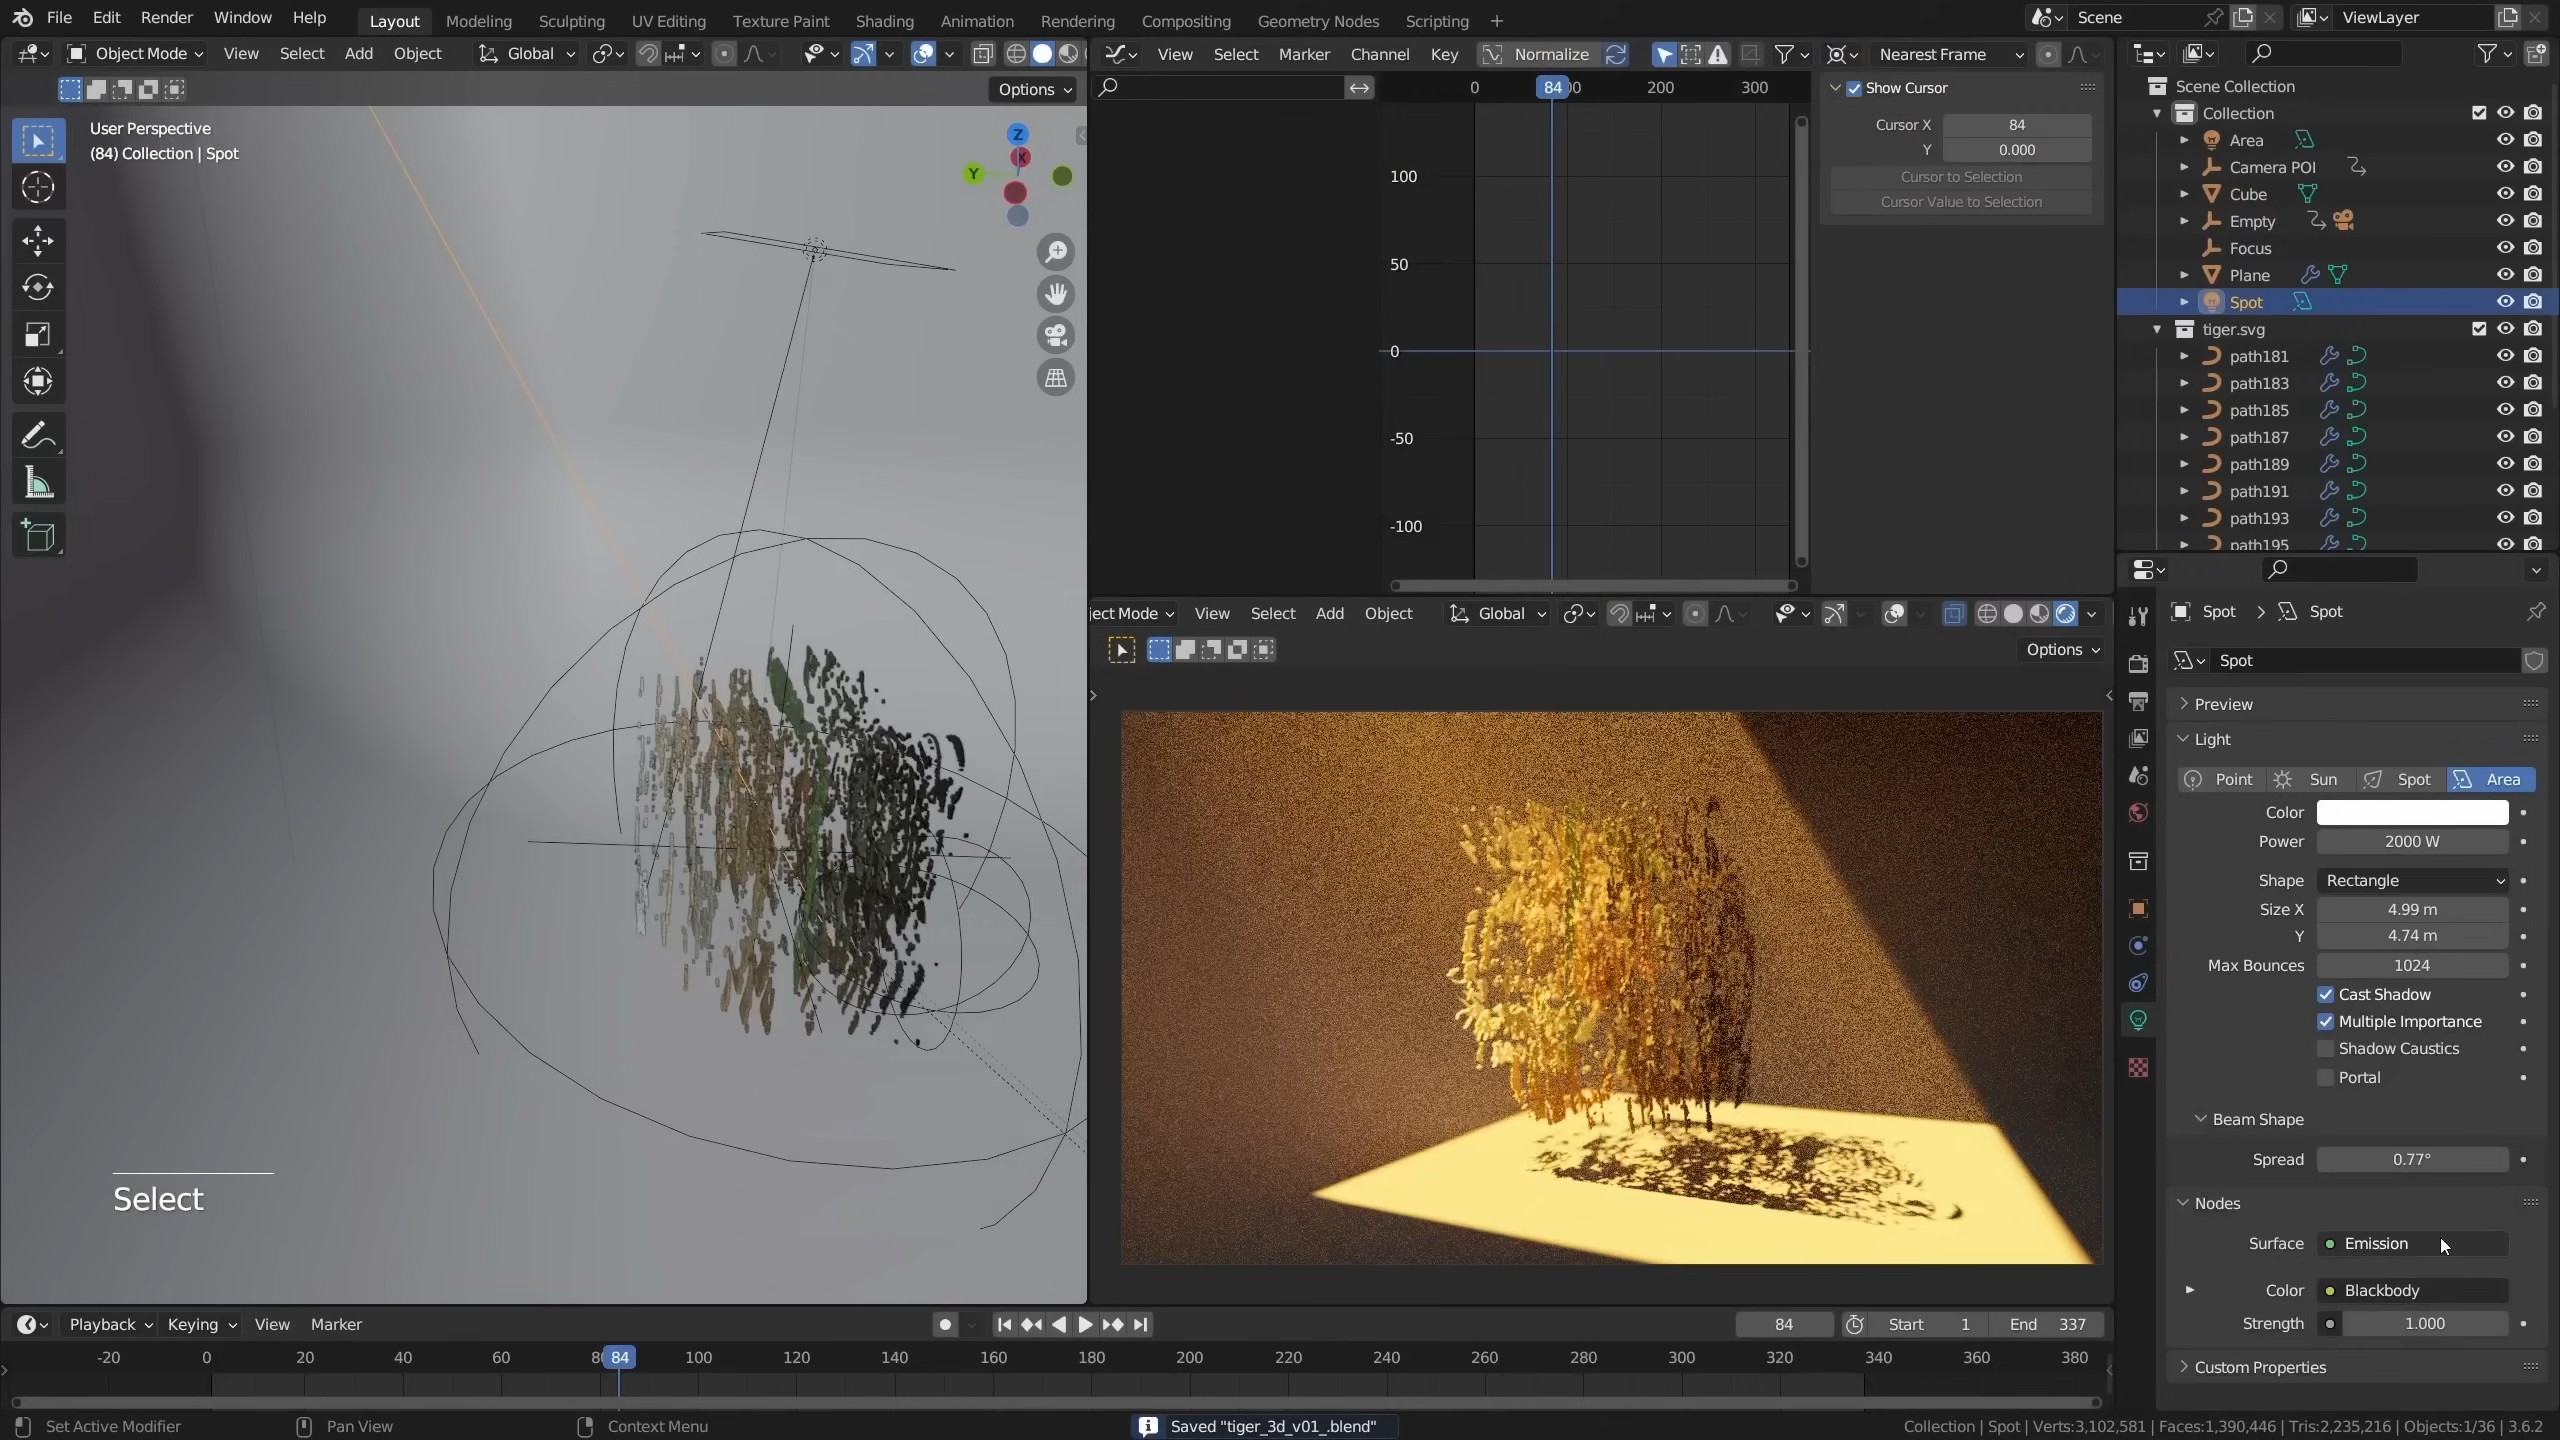 File Edit Render Window Help Layout Modeling Sculpting UV Editing Texture Paint Shading Animation Rendering Compositing Geometry Nodes Scripting + Scene ViewLayer
Object Mode View Select Add Object Global
Options
User Perspective
(84) Collection | Spot
Z
X
Y
Select
View Select Marker Channel Key Normalize Nearest Frame
0 84 200 300
100
50
0
-50
-100
Show Cursor
Cursor X 84
Y 0.000
Cursor to Selection
Cursor Value to Selection
ject Mode View Select Add Object Global
Options
Scene Collection
Collection
Area
Camera POI
Cube
Empty
Focus
Plane
Spot
tiger.svg
path181
path183
path185
path187
path189
path191
path193
path195
Spot > Spot
Spot
Preview
Light
Point Sun Spot Area
Color
Power 2000 W
Shape Rectangle
Size X 4.99 m
Y 4.74 m
Max Bounces 1024
Cast Shadow
Multiple Importance
Shadow Caustics
Portal
Beam Shape
Spread 0.77°
Nodes
Surface Emission
Color Blackbody
Strength 1.000
Custom Properties
Playback Keying View Marker 84 Start 1 End 337
-20 0 20 40 60 84 100 120 140 160 180 200 220 240 260 280 300 320 340 360 380
Set Active Modifier Pan View Context Menu Saved "tiger_3d_v01_.blend" Collection | Spot | Verts:3,102,581 | Faces:1,390,446 | Tris:2,235,216 | Objects:1/36 | 3.6.2